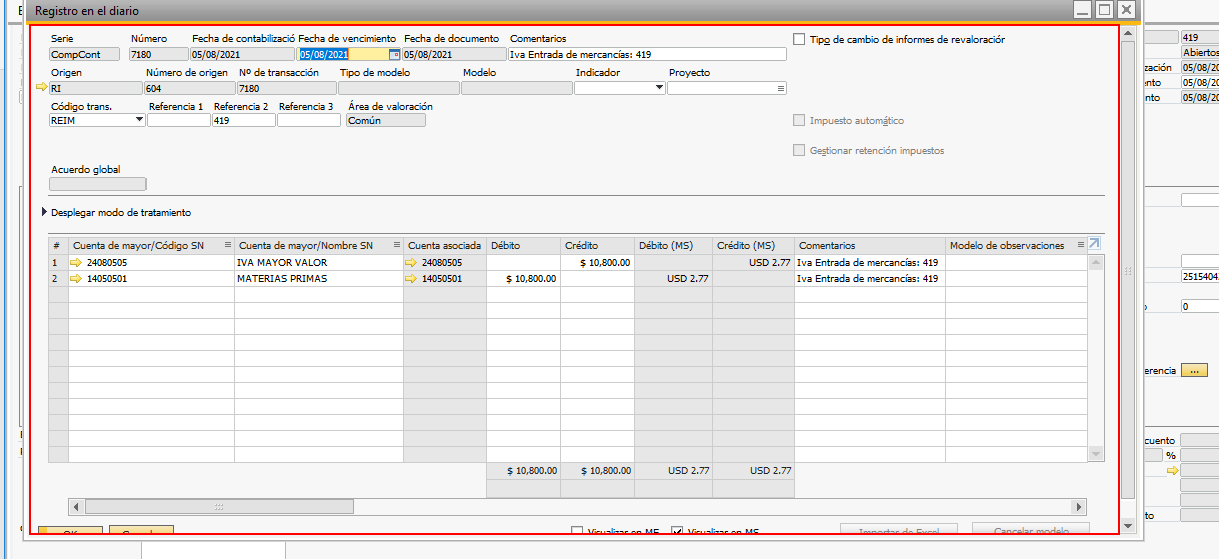 Registro en el diario
Serie Número Fecha de contabilizació Fecha de vencimiento Fecha de documento Comentarios
CompCont 7180 05/08/2021 05/08/2021 05/08/2021 Iva Entrada de mercancías: 419
Tipo de cambio de informes de revaloración
Origen Número de origen Nº de transacción Tipo de modelo Modelo Indicador Proyecto
RI 604 7180
Código trans. Referencia 1 Referencia 2 Referencia 3 Área de valoración
REIM 419 Común
Impuesto automático
Gestionar retención impuestos
Acuerdo global
Desplegar modo de tratamiento
# Cuenta de mayor/Código SN Cuenta de mayor/Nombre SN Cuenta asociada Débito Crédito Débito (MS) Crédito (MS) Comentarios Modelo de observaciones
1 24080505 IVA MAYOR VALOR 24080505 $ 10,800.00 USD 2.77 Iva Entrada de mercancías: 419
2 14050501 MATERIAS PRIMAS 14050501 $ 10,800.00 USD 2.77 Iva Entrada de mercancías: 419
$ 10,800.00 $ 10,800.00 USD 2.77 USD 2.77
Visualizar en ME Visualizar en MS Importar de Excel Cancelar modelo
419
Abiertos
ización 05/08/20
ento 05/08/20
nto 05/08/20
2515404
0
erencia ...
cuento
%
to